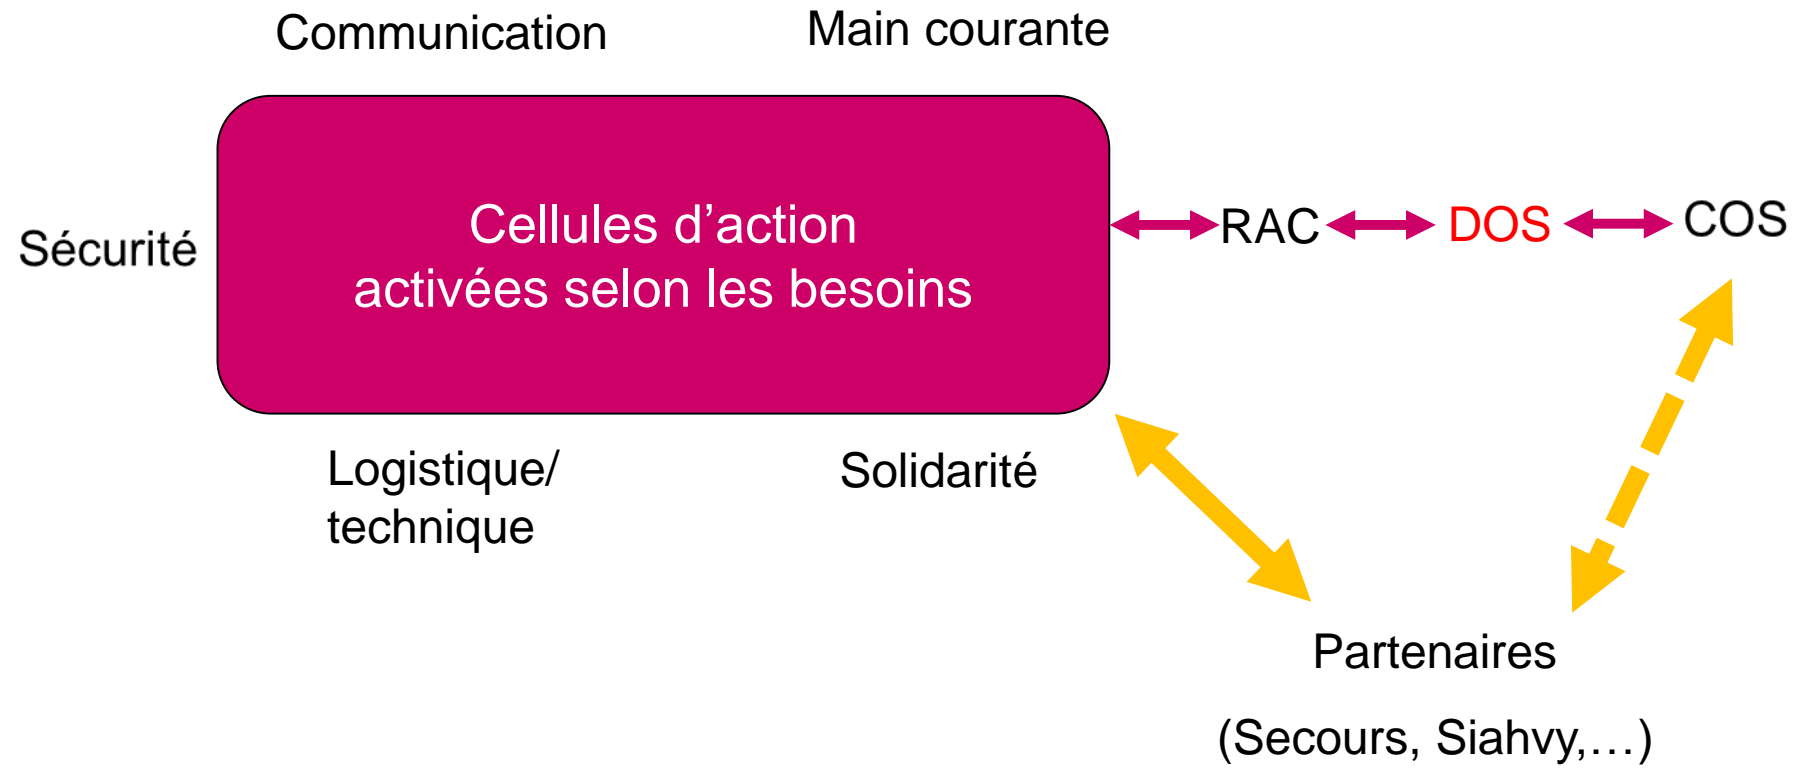 Communication
Main courante
Cellules d’action
activées selon les besoins
Sécurité
RAC
DOS
COS
Logistique/
technique
Solidarité
Partenaires
(Secours, Siahvy,…)